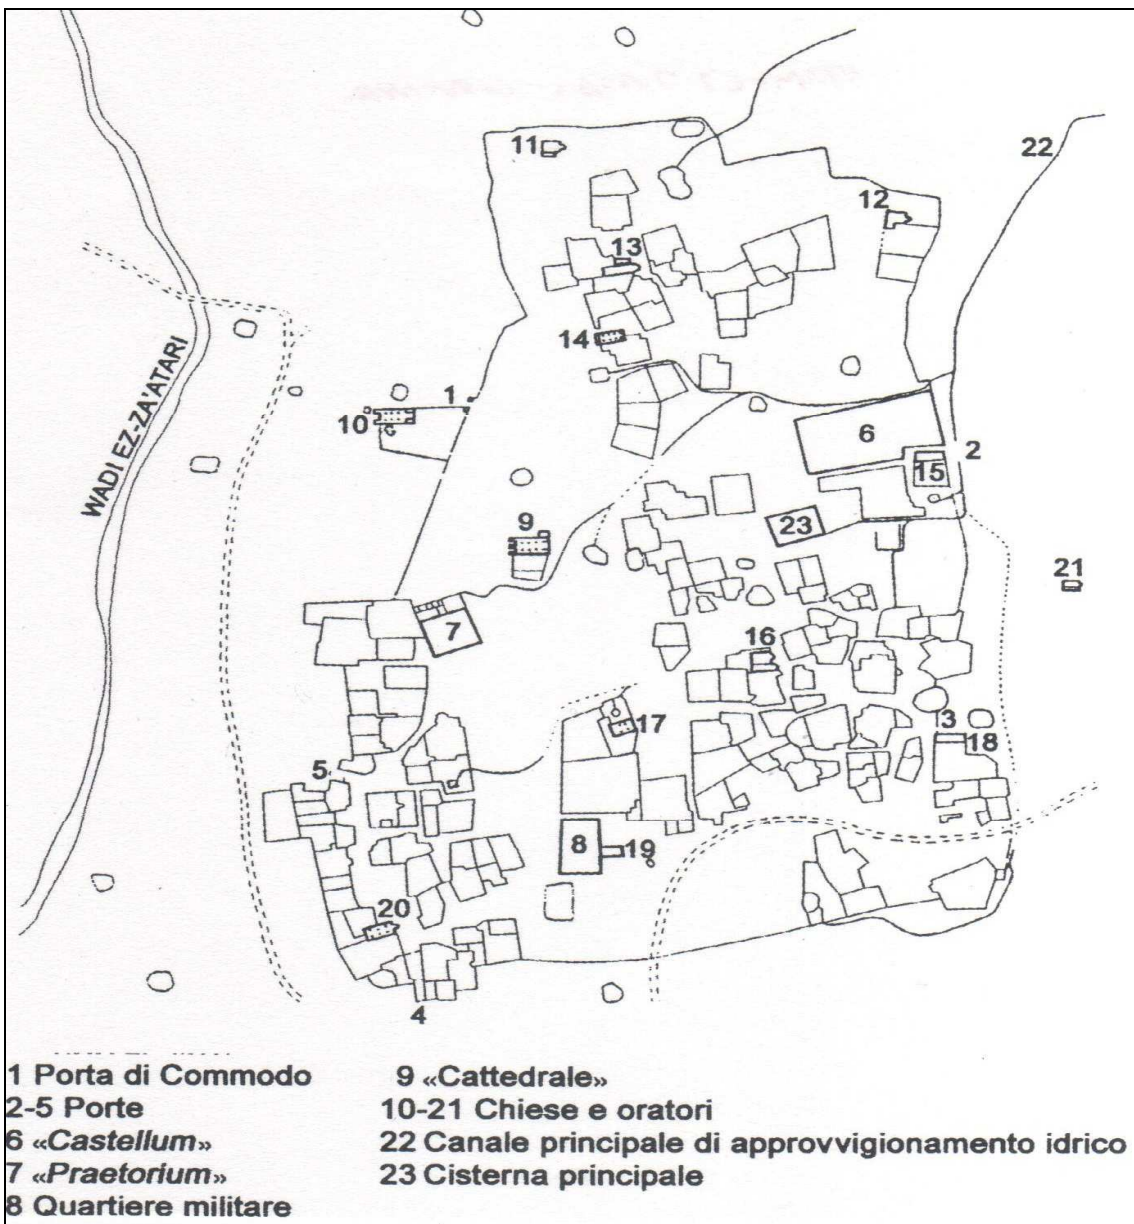 11
22
12
13
14
1
10
6
2
15
WADI EZ-ZA'ATARI
9
23
21
7
16
17
3
18
5
8
19
20
4
1 Porta di Commodo
2-5 Porte
6 «Castellum»
7 «Praetorium»
8 Quartiere militare
9 «Cattedrale»
10-21 Chiese e oratori
22 Canale principale di approvvigionamento idrico
23 Cisterna principale